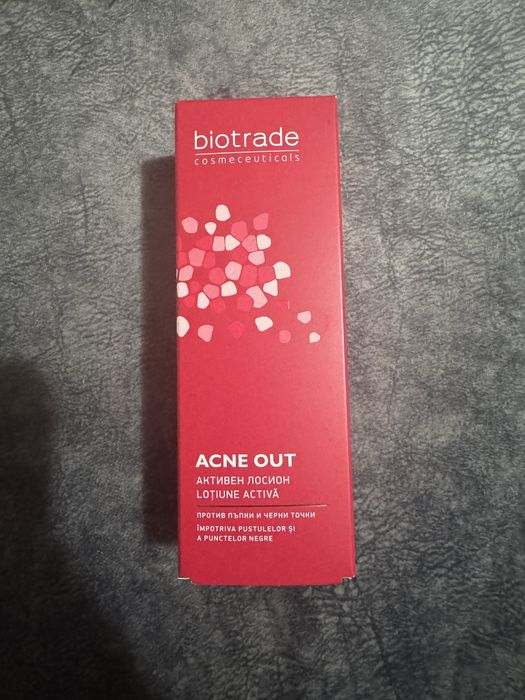 biotrade
cosmeceuticals
ACNE OUT
АКТИВЕН ЛОСИОН
LOȚIUNE ACTIVĂ
ПРОТИВ ПЪПКИ И ЧЕРНИ ТОЧКИ
ÎMPOTRIVA PUSTULELOR ȘI
A PUNCTELOR NEGRE